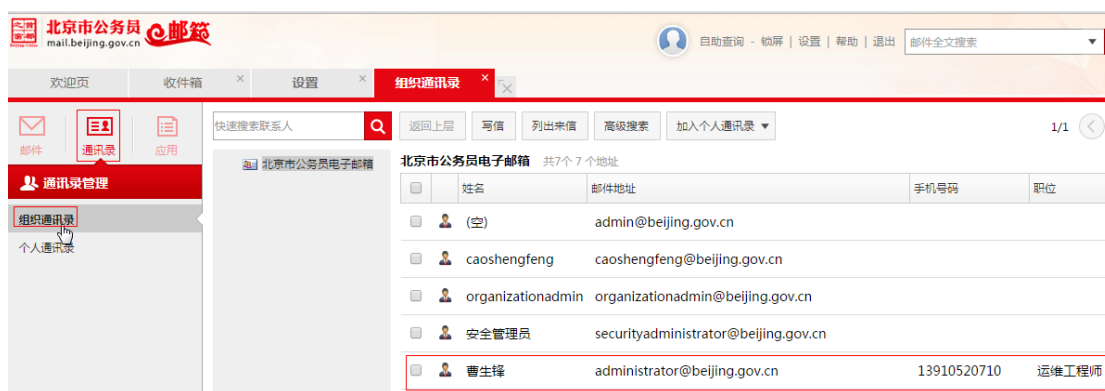 之首
窗都
Beijing-China
北京市公务员 e邮箱
mail.beijing.gov.cn
自助查询 - 锁屏 | 设置 | 帮助 | 退出
邮件全文搜索
欢迎页
收件箱
设置
组织通讯录
邮件
通讯录
应用
快速搜索联系人
返回上层
写信
列出来信
高级搜索
加入个人通讯录
1/1
通讯录管理
组织通讯录
个人通讯录
北京市公务员电子邮箱
北京市公务员电子邮箱 共7个 7 个地址
姓名 邮件地址 手机号码 职位
(空) admin@beijing.gov.cn
caoshengfeng caoshengfeng@beijing.gov.cn
organizationadmin organizationadmin@beijing.gov.cn
安全管理员 securityadministrator@beijing.gov.cn
曹生锋 administrator@beijing.gov.cn 13910520710 运维工程师